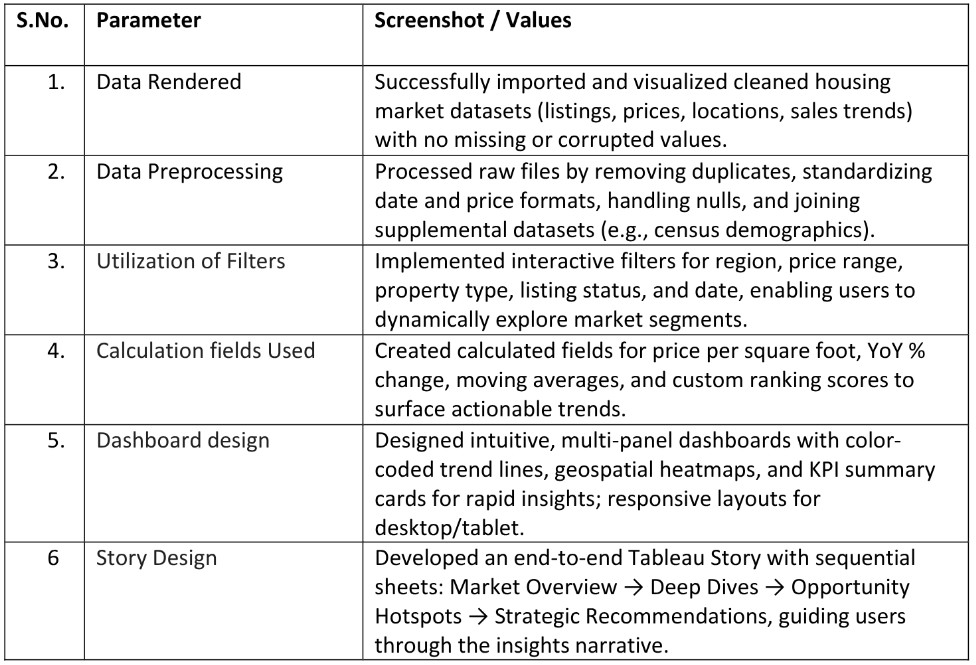 S.No. Parameter Screenshot / Values
1. Data Rendered Successfully imported and visualized cleaned housing
market datasets (listings, prices, locations, sales trends)
with no missing or corrupted values.
2. Data Preprocessing Processed raw files by removing duplicates, standardizing
date and price formats, handling nulls, and joining
supplemental datasets (e.g., census demographics).
3. Utilization of Filters Implemented interactive filters for region, price range,
property type, listing status, and date, enabling users to
dynamically explore market segments.
4. Calculation fields Used Created calculated fields for price per square foot, YoY %
change, moving averages, and custom ranking scores to
surface actionable trends.
5. Dashboard design Designed intuitive, multi-panel dashboards with color-
coded trend lines, geospatial heatmaps, and KPI summary
cards for rapid insights; responsive layouts for
desktop/tablet.
6 Story Design Developed an end-to-end Tableau Story with sequential
sheets: Market Overview → Deep Dives → Opportunity
Hotspots → Strategic Recommendations, guiding users
through the insights narrative.